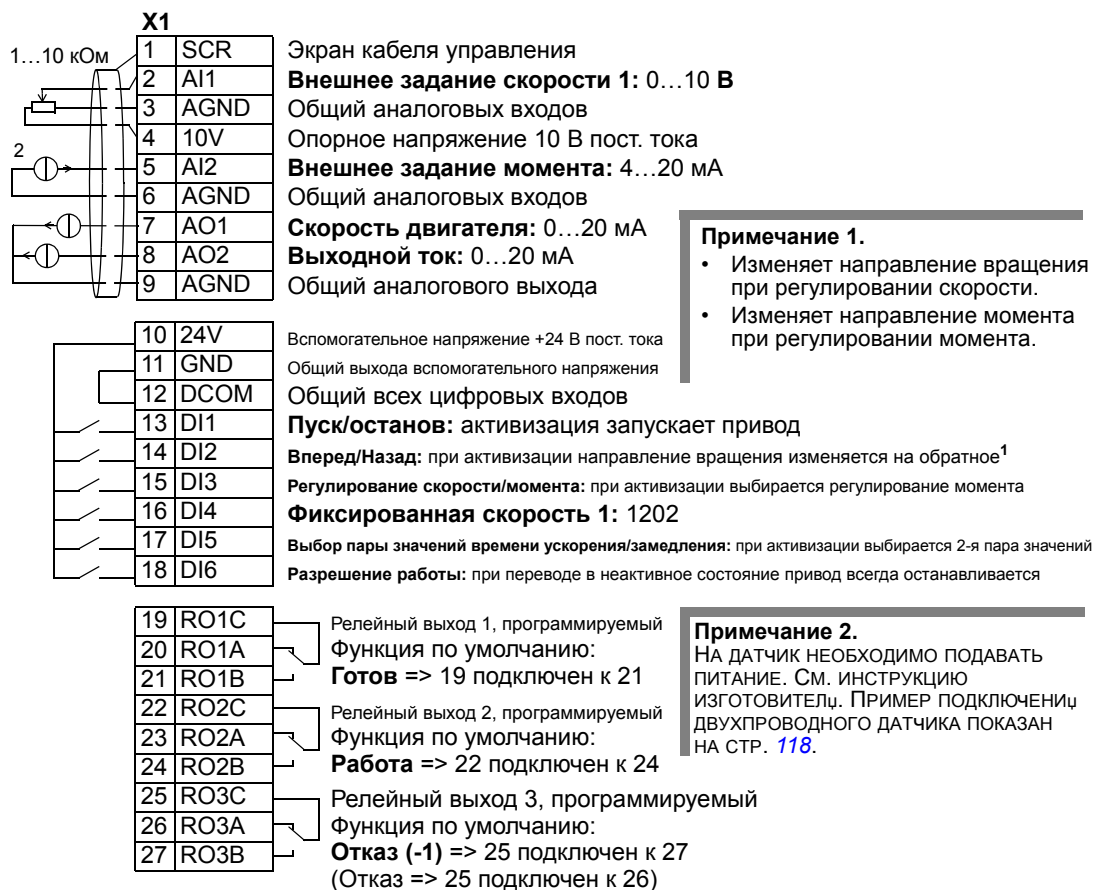 X1
1…10 кОм
1 SCR Экран кабеля управления
2 AI1 Внешнее задание скорости 1: 0…10 В
3 AGND Общий аналоговых входов
4 10V Опорное напряжение 10 В пост. тока
2
5 AI2 Внешнее задание момента: 4…20 мА
6 AGND Общий аналоговых входов
7 AO1 Скорость двигателя: 0…20 мА
8 AO2 Выходной ток: 0…20 мА
9 AGND Общий аналогового выхода
Примечание 1.
• Изменяет направление вращения
при регулировании скорости.
• Изменяет направление момента
при регулировании момента.
10 24V Вспомогательное напряжение +24 В пост. тока
11 GND Общий выхода вспомогательного напряжения
12 DCOM Общий всех цифровых входов
13 DI1 Пуск/останов: активизация запускает привод
14 DI2 Вперед/Назад: при активизации направление вращения изменяется на обратное1
15 DI3 Регулирование скорости/момента: при активизации выбирается регулирование момента
16 DI4 Фиксированная скорость 1: 1202
17 DI5 Выбор пары значений времени ускорения/замедления: при активизации выбирается 2-я пара значений
18 DI6 Разрешение работы: при переводе в неактивное состояние привод всегда останавливается
19 RO1C Релейный выход 1, программируемый
20 RO1A Функция по умолчанию:
21 RO1B Готов => 19 подключен к 21
22 RO2C Релейный выход 2, программируемый
23 RO2A Функция по умолчанию:
24 RO2B Работа => 22 подключен к 24
25 RO3C Релейный выход 3, программируемый
26 RO3A Функция по умолчанию:
27 RO3B Отказ (-1) => 25 подключен к 27
(Отказ => 25 подключен к 26)
Примечание 2.
НА ДАТЧИК НЕОБХОДИМО ПОДАВАТЬ
ПИТАНИЕ. СМ. ИНСТРУКЦИЮ
ИЗГОТОВИТЕЛџ. ПРИМЕР ПОДКЛЮЧЕНИџ
ДВУХПРОВОДНОГО ДАТЧИКА ПОКАЗАН
НА СТР. 118.